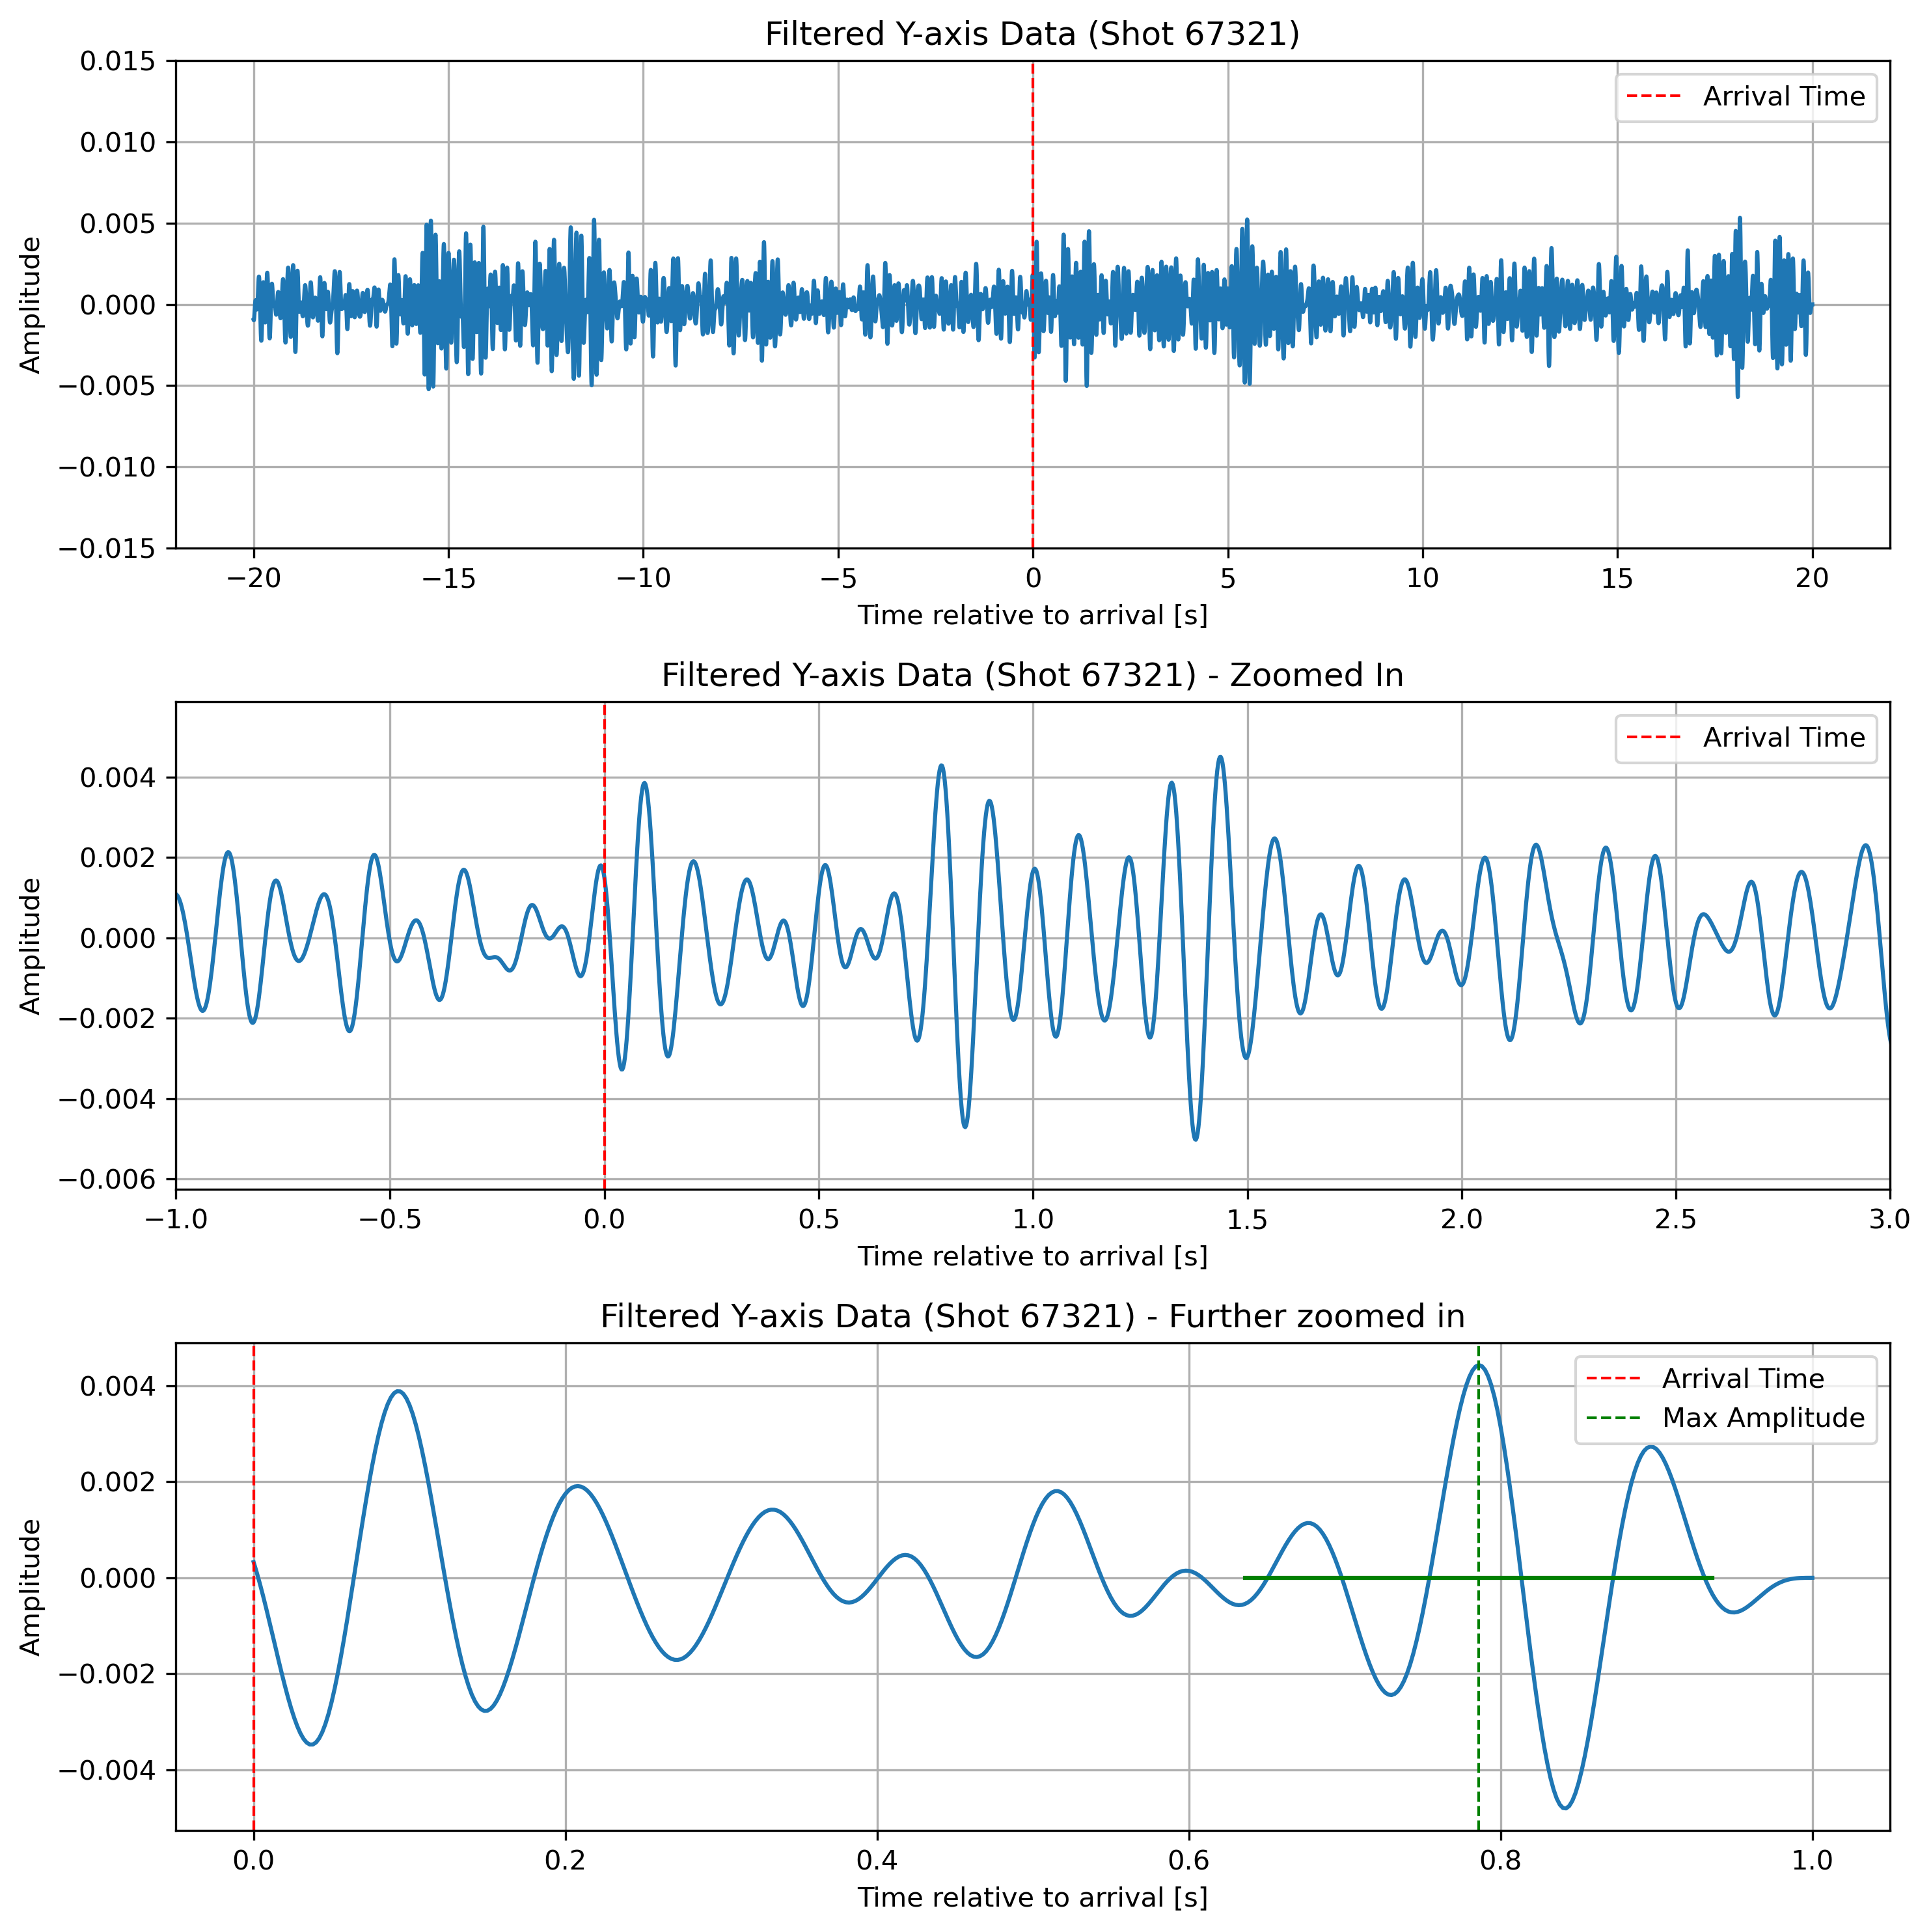 Filtered Y-axis Data (Shot 67321)
0.015
0.010
0.005
0.000
−0.005
−0.010
−0.015
Amplitude
Arrival Time
−20 −15 −10 −5 0 5 10 15 20
Time relative to arrival [s]
Filtered Y-axis Data (Shot 67321) - Zoomed In
0.004
0.002
0.000
−0.002
−0.004
−0.006
Amplitude
Arrival Time
−1.0 −0.5 0.0 0.5 1.0 1.5 2.0 2.5 3.0
Time relative to arrival [s]
Filtered Y-axis Data (Shot 67321) - Further zoomed in
0.004
0.002
0.000
−0.002
−0.004
Amplitude
Arrival Time
Max Amplitude
0.0 0.2 0.4 0.6 0.8 1.0
Time relative to arrival [s]